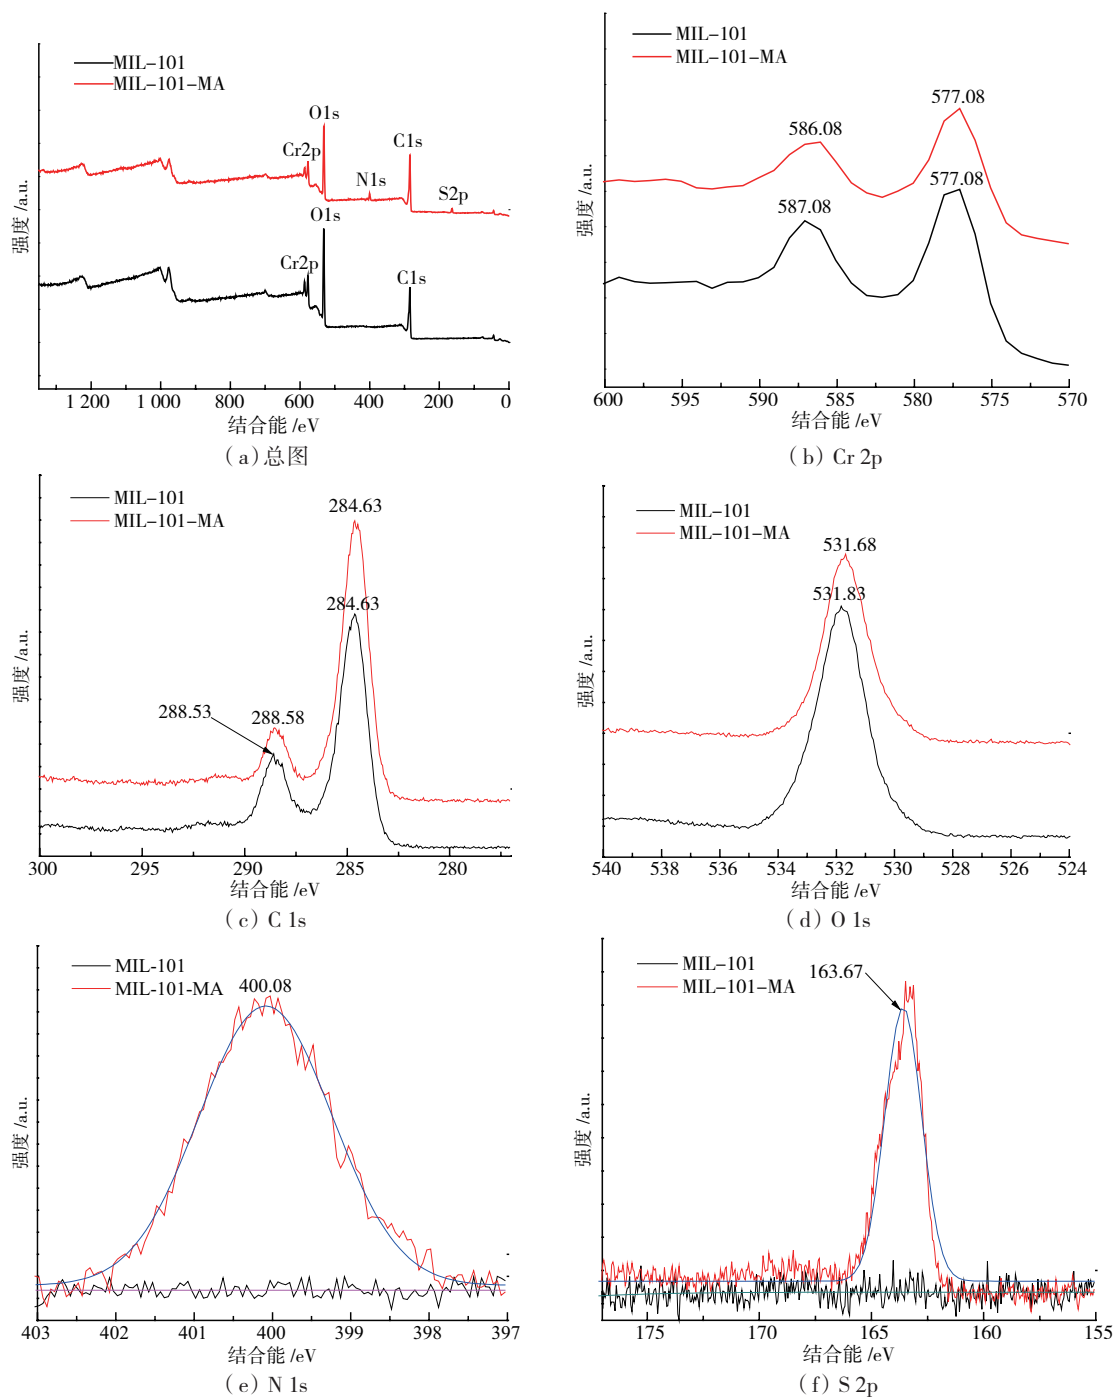 MIL–101
MIL–101–MA
O1s
C1s
Cr2p
N1s
S2p
O1s
Cr2p
C1s
强度 /a.u.
1 200 1 000 800 600 400 200 0
结合能 /eV
(a)总图
MIL–101
MIL–101–MA
577.08
586.08
577.08
587.08
强度 /a.u.
600 595 590 585 580 575 570
结合能 /eV
(b) Cr 2p
MIL–101
284.63
MIL–101–MA
284.63
288.53
288.58
强度 /a.u.
300 295 290 285 280
结合能 /eV
(c) C 1s
MIL–101
MIL–101–MA
531.68
531.83
强度 /a.u.
540 538 536 534 532 530 528 526 524
结合能 /eV
(d) O 1s
MIL-101
MIL-101-MA
400.08
强度 /a.u.
403 402 401 400 399 398 397
结合能 /eV
(e) N 1s
MIL–101
163.67
MIL–101–MA
强度 /a.u.
175 170 165 160 155
结合能 /eV
(f) S 2p